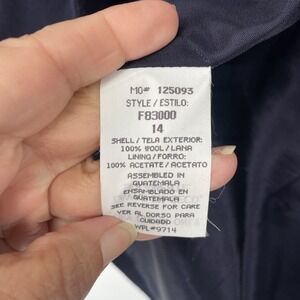 MO# 125093
STYLE / ESTILO:
F83000
14
SHELL / TELA EXTERIOR:
100% WOOL / LANA
LINING / FORRO:
100% ACETATE / ACETATO
ASSEMBLED IN
GUATEMALA
ENSAMBLADO EN
GUATEMALA
SEE REVERSE FOR CARE
VER AL DORSO PARA
CUIDADO
WPL#9714